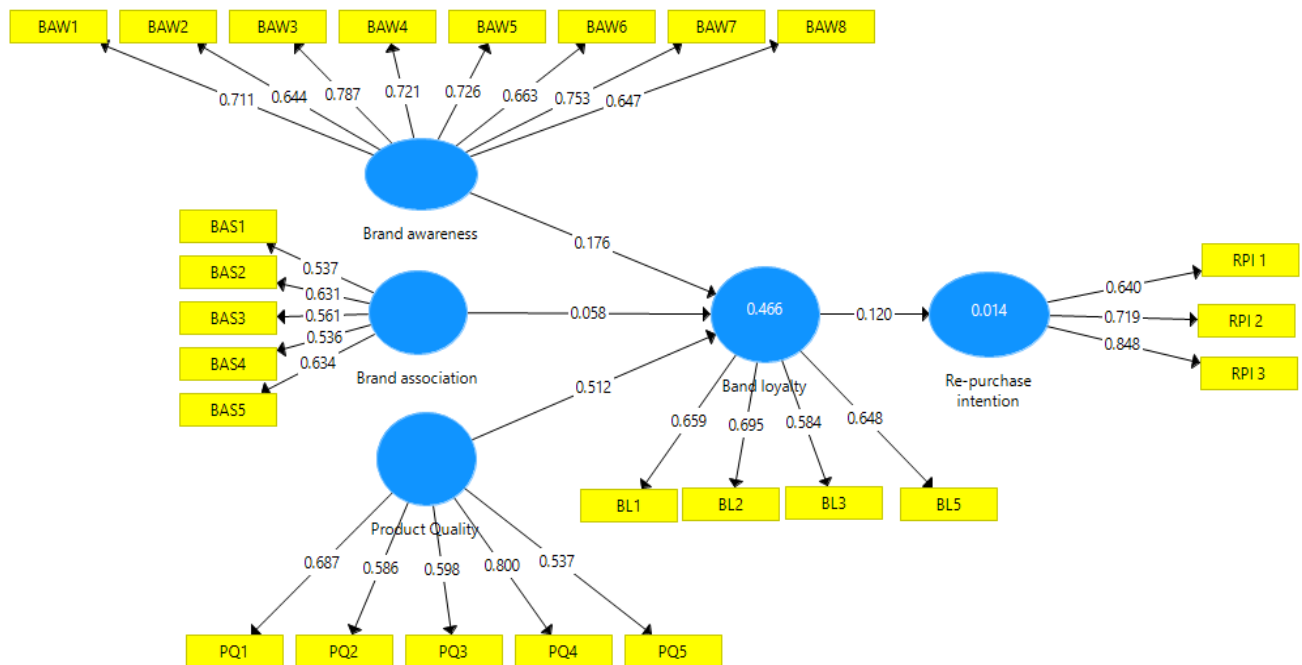 BAW1 BAW2 BAW3 BAW4 BAW5 BAW6 BAW7 BAW8
0.711 0.644 0.787 0.721 0.726 0.663 0.753 0.647
Brand awareness
0.176
BAS1
BAS2
BAS3
BAS4
BAS5
0.537
0.631
0.561
0.536
0.634
Brand association
0.058
0.512
0.466
Band loyalty
0.120
0.014
Re-purchase
intention
0.640
0.719
0.848
RPI 1
RPI 2
RPI 3
0.659 0.695 0.584 0.648
BL1 BL2 BL3 BL5
Product Quality
0.687 0.586 0.598 0.800 0.537
PQ1 PQ2 PQ3 PQ4 PQ5